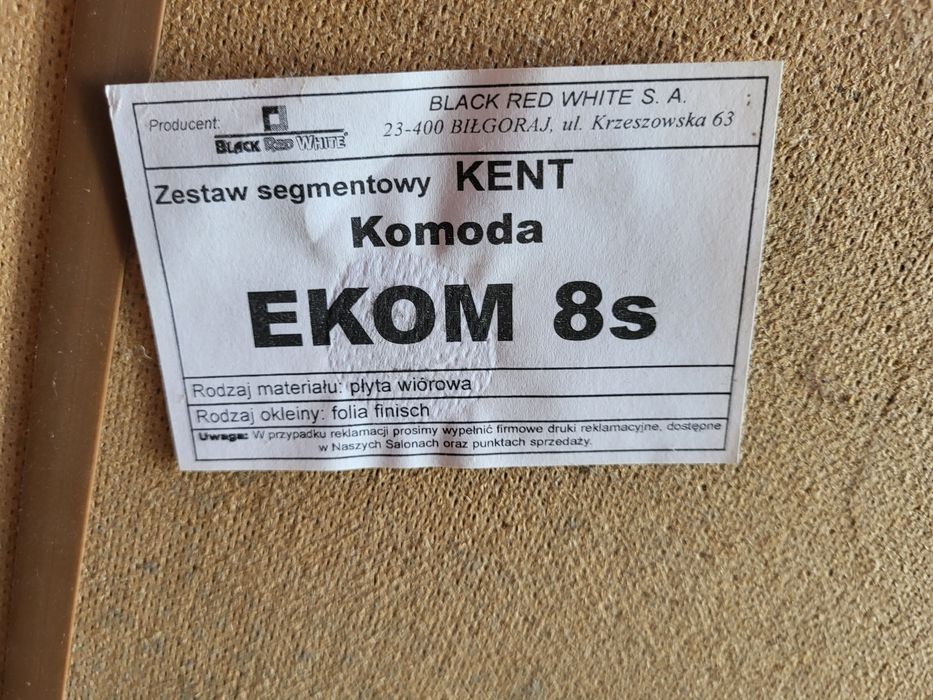 BLACK RED WHITE S. A.
Producent: BLACK RED WHITE® 23-400 BIŁGORAJ, ul. Krzeszowska 63
Zestaw segmentowy KENT
Komoda
EKOM 8s
Rodzaj materiału: płyta wiórowa
Rodzaj okleiny: folia finisch
Uwaga: W przypadku reklamacji prosimy wypełnić firmowe druki reklamacyjne, dostępne
w Naszych Salonach oraz punktach sprzedaży.